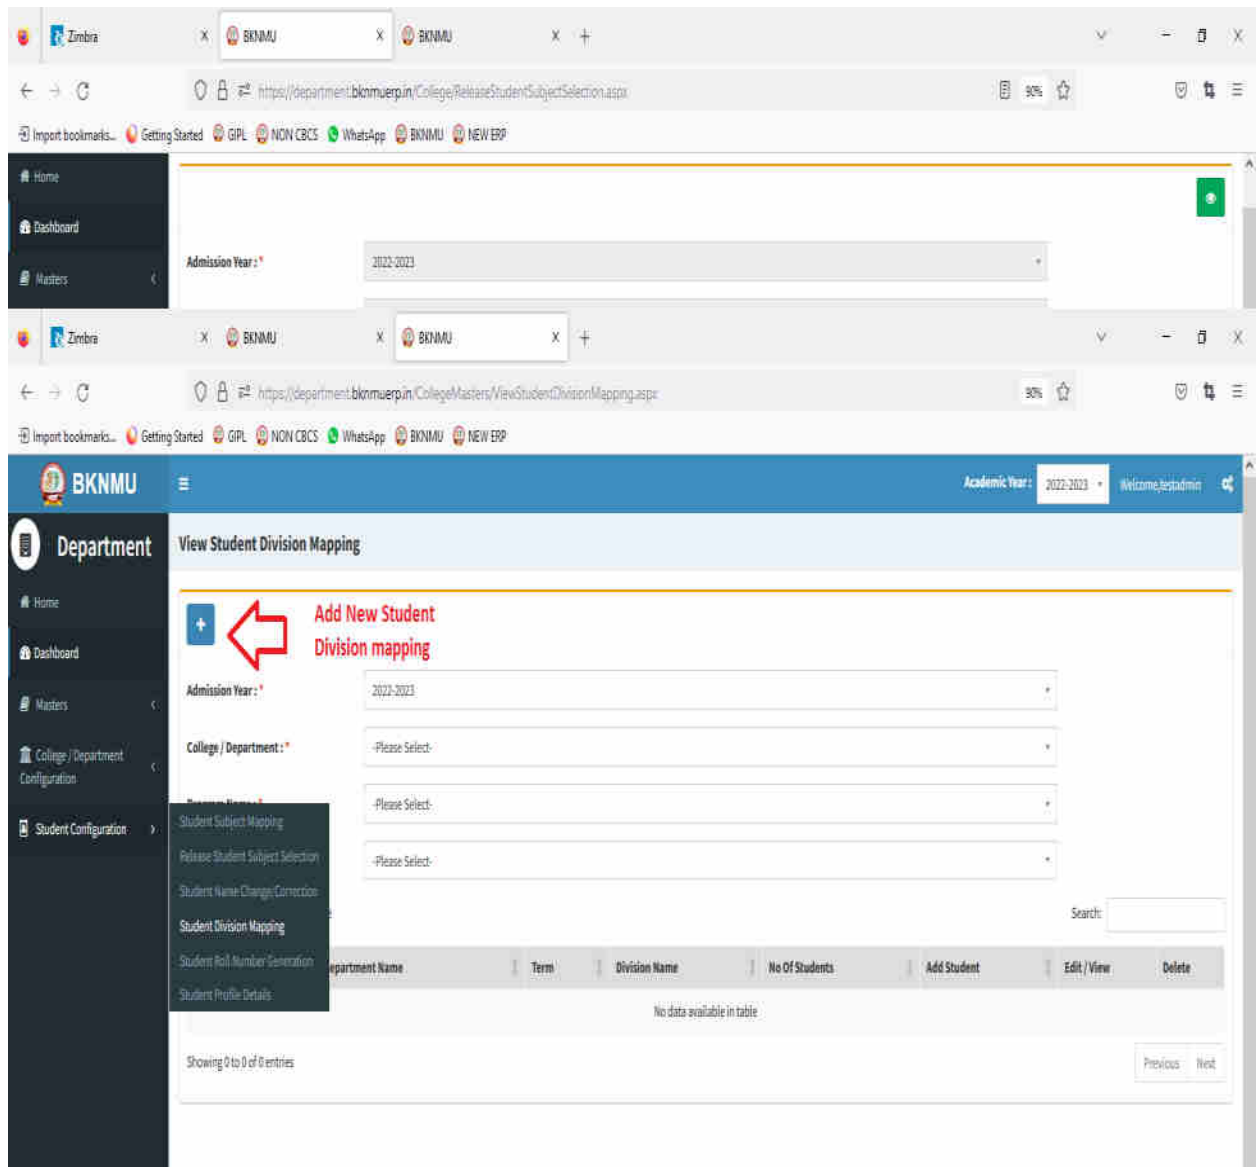 Zimbra X BKNMU X BKNMU X +
https://department.bknmuerp.in/College/ReleaseStudentSubjectSelection.aspx 90%
Import bookmarks... Getting Started GIPL NON CBCS WhatsApp BKNMU NEW ERP
Home
Dashboard
Admission Year : * 2022-2023
Masters
Zimbra X BKNMU X BKNMU X +
https://department.bknmuerp.in/CollegeMasters/ViewStudentDivisionMapping.aspx 90%
Import bookmarks... Getting Started GIPL NON CBCS WhatsApp BKNMU NEW ERP
BKNMU Academic Year : 2022-2023 Welcome,testadmin
Department View Student Division Mapping
Home
+ Add New Student
Division mapping
Dashboard
Admission Year : * 2022-2023
Masters
College / Department : * -Please Select-
College / Department
Configuration
Program Name : * -Please Select-
Student Configuration
Student Subject Mapping
Release Student Subject Selection
-Please Select-
Student Name Change/Correction
Student Division Mapping
Search:
Student Roll Number Generation
epartment Name Term Division Name No Of Students Add Student Edit / View Delete
Student Profile Details
No data available in table
Showing 0 to 0 of 0 entries Previous Next